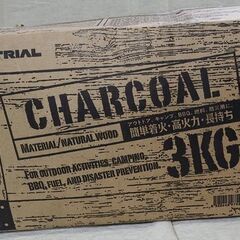 TRIAL
CHARCOAL
MATERIAL/NATURAL WOOD
アウトドア、キャンプ、BBQ、燃料、防災用に。
簡単着火・高火力・長持ち
FOR OUTDOOR ACTIVITIES, CAMPING,
BBQ, FUEL, AND DISASTER PREVENTION.
3KG